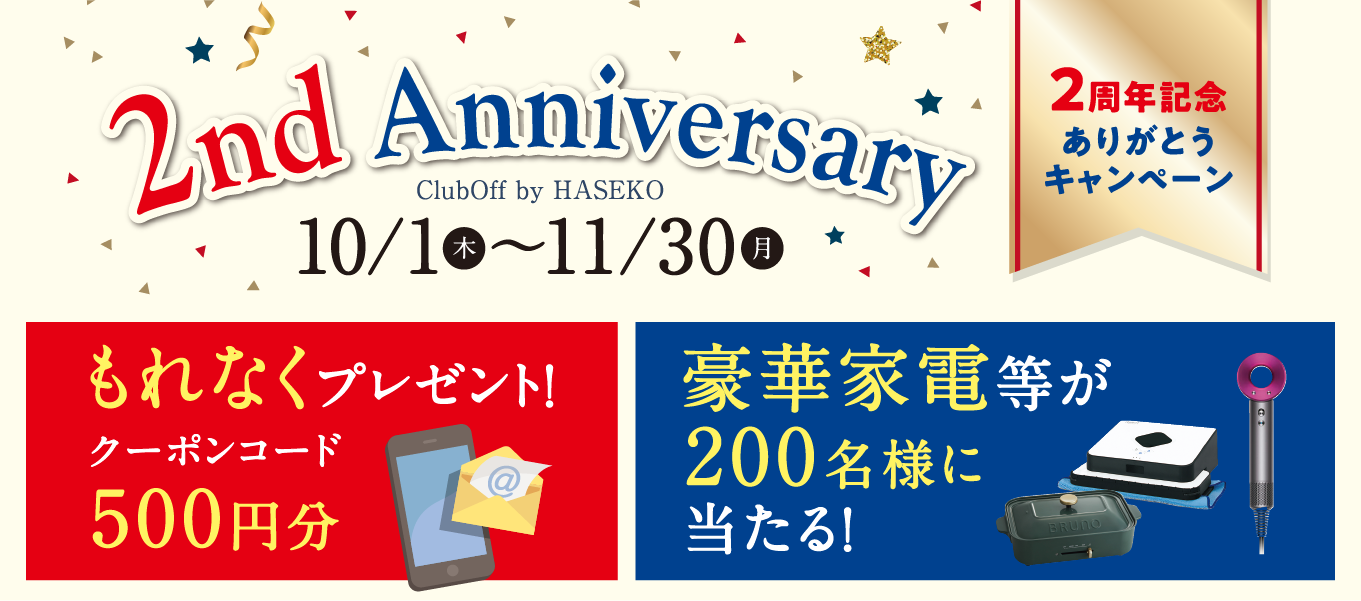 2nd Anniversary
ClubOff by HASEKO
10/1木～11/30月
2周年記念
ありがとう
キャンペーン
もれなくプレゼント!
クーポンコード
500円分
@
豪華家電等が
200名様に
当たる!
BRUNO